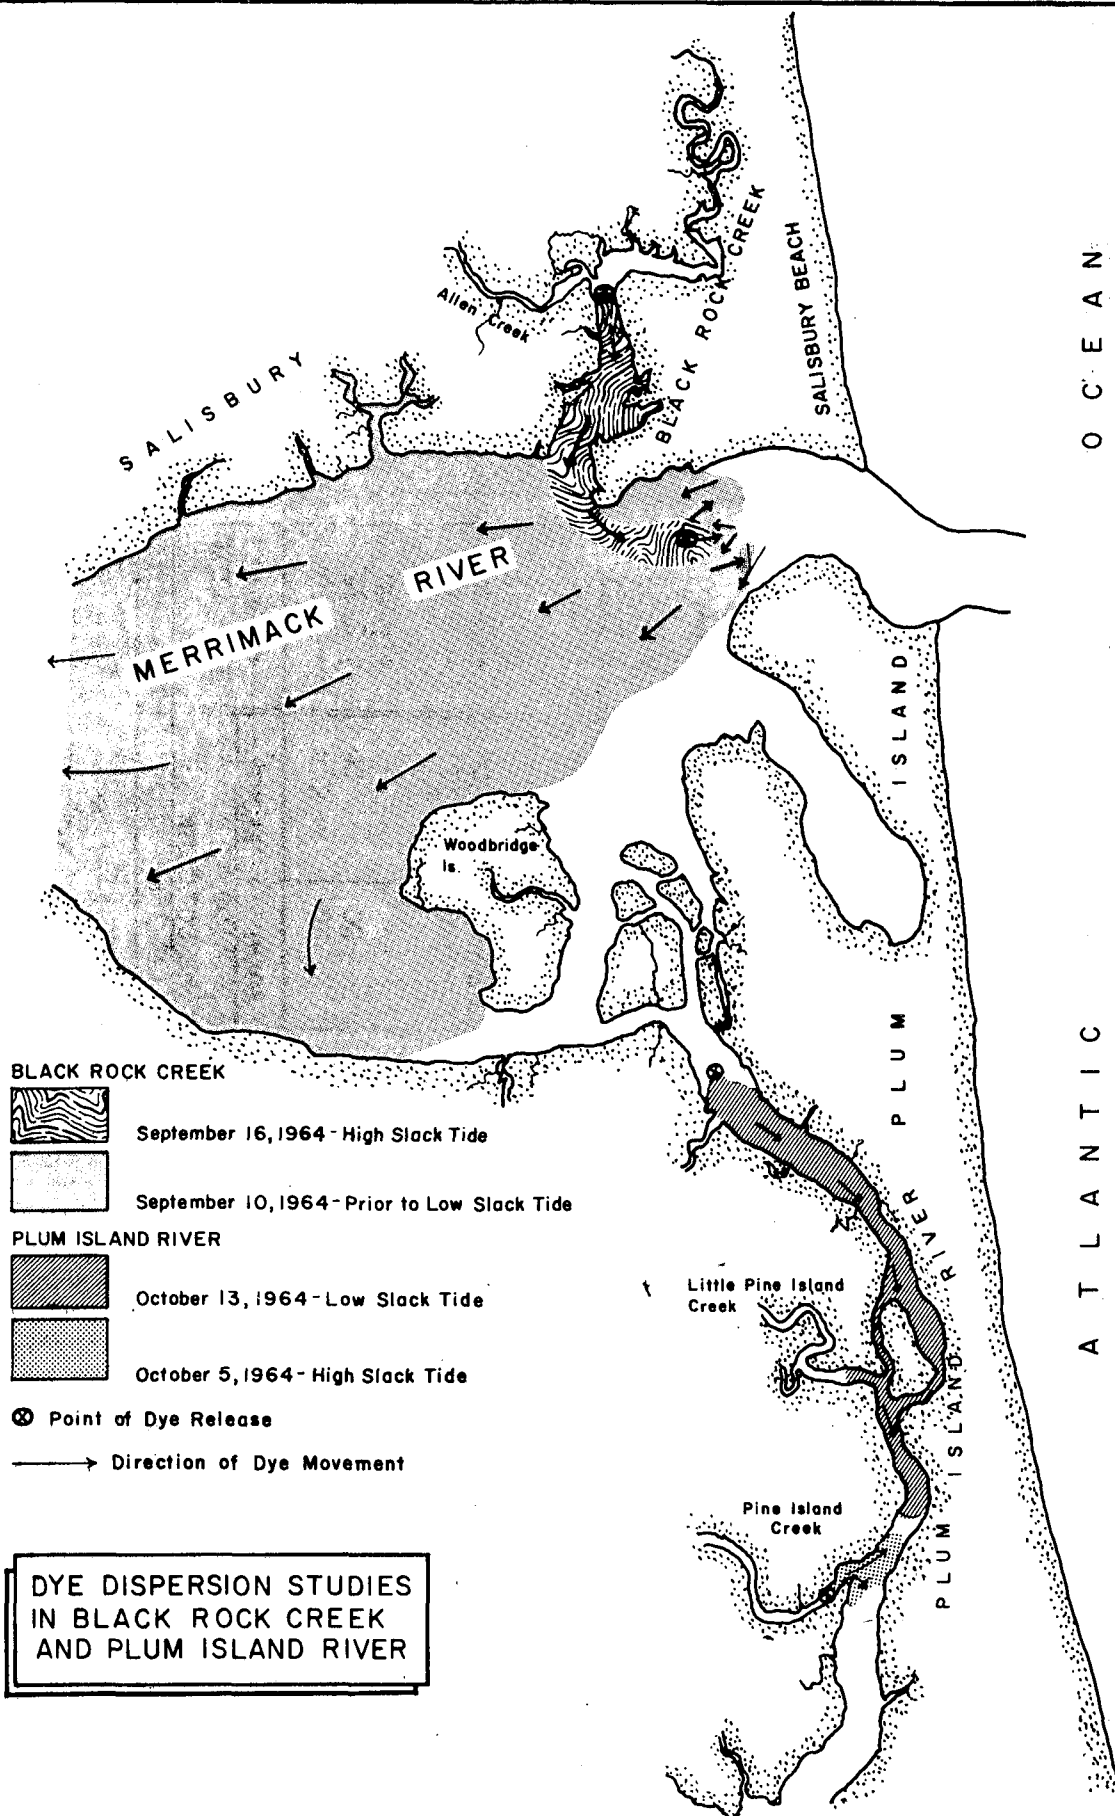 OCEAN
BLACK ROCK CREEK
SALISBURY BEACH
Allen Creek
SALISBURY
RIVER
MERRIMACK
Woodbridge
Is.
PLUM ISLAND
ATLANTIC
BLACK ROCK CREEK
September 16, 1964-High Slack Tide
September 10, 1964-Prior to Low Slack Tide
PLUM ISLAND RIVER
October 13, 1964-Low Slack Tide
October 5, 1964-High Slack Tide
Point of Dye Release
Direction of Dye Movement
Little Pine Island
Creek
PLUM ISLAND RIVER
Pine Island
Creek
DYE DISPERSION STUDIES
IN BLACK ROCK CREEK
AND PLUM ISLAND RIVER